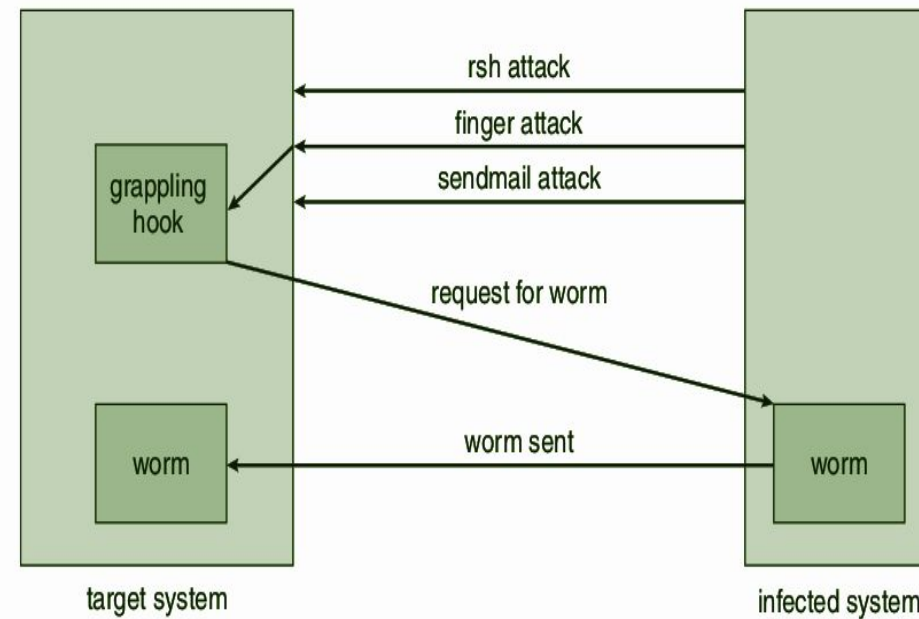 rsh attack
finger attack
sendmail attack
grappling
hook
request for worm
worm sent
worm
worm
target system
infected system